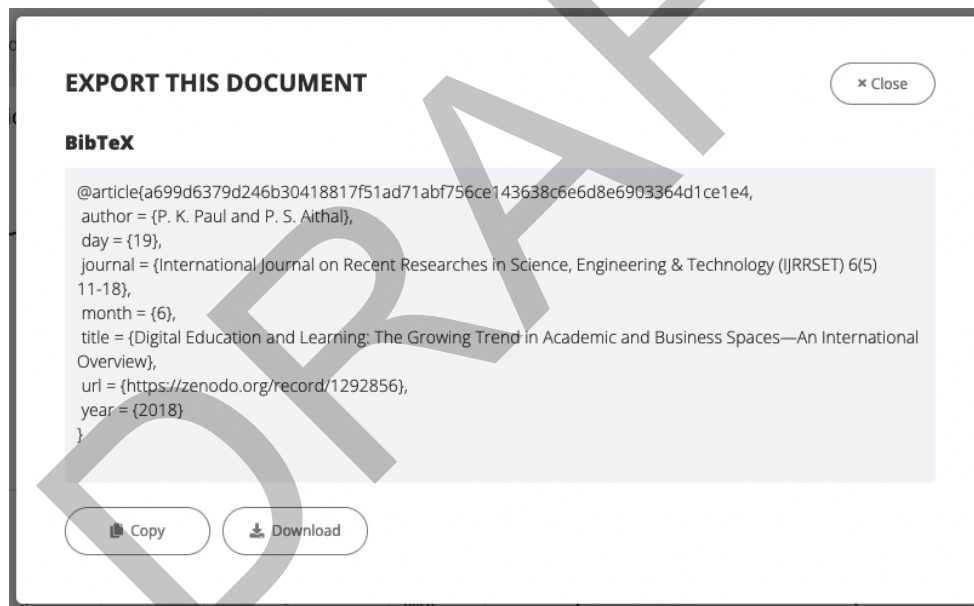 EXPORT THIS DOCUMENT
× Close
BibTeX
@article{a699d6379d246b30418817f51ad71abf756ce143638c6e6d8e6903364d1ce1e4,
author = {P. K. Paul and P. S. Aithal},
day = {19},
journal = {International Journal on Recent Researches in Science, Engineering & Technology (IJRRSET) 6(5)
11-18},
month = {6},
title = {Digital Education and Learning: The Growing Trend in Academic and Business Spaces—An International
Overview},
url = {https://zenodo.org/record/1292856},
year = {2018}
}
Copy
Download
DRAF